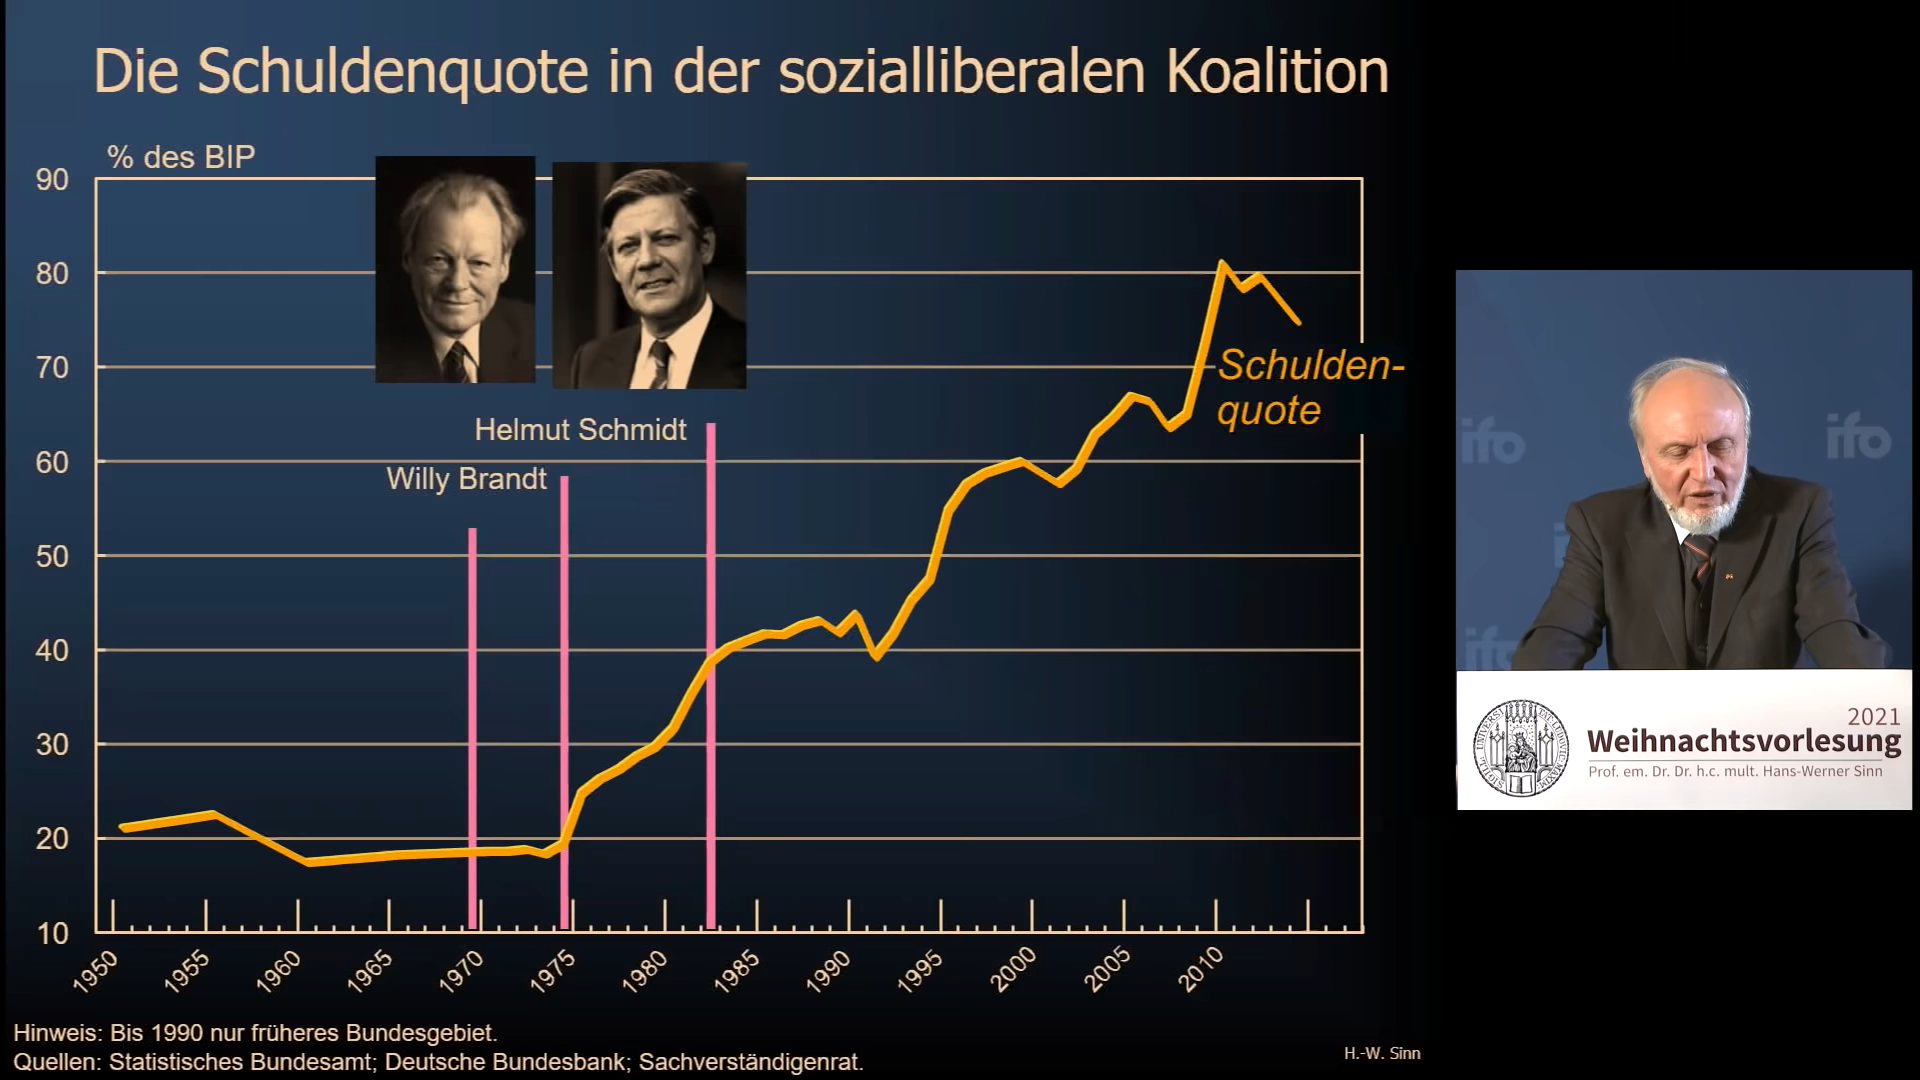 Die Schuldenquote in der sozialliberalen Koalition
% des BIP
90
80
70
60
50
40
30
20
10
Helmut Schmidt
Willy Brandt
Schulden-
quote
1950
1955
1960
1965
1970
1975
1980
1985
1990
1995
2000
2005
2010
Hinweis: Bis 1990 nur früheres Bundesgebiet.
Quellen: Statistisches Bundesamt; Deutsche Bundesbank; Sachverständigenrat.
H.-W. Sinn
ifo
ifo
ifo
2021
Weihnachtsvorlesung
Prof. em. Dr. Dr. h.c. mult. Hans-Werner Sinn